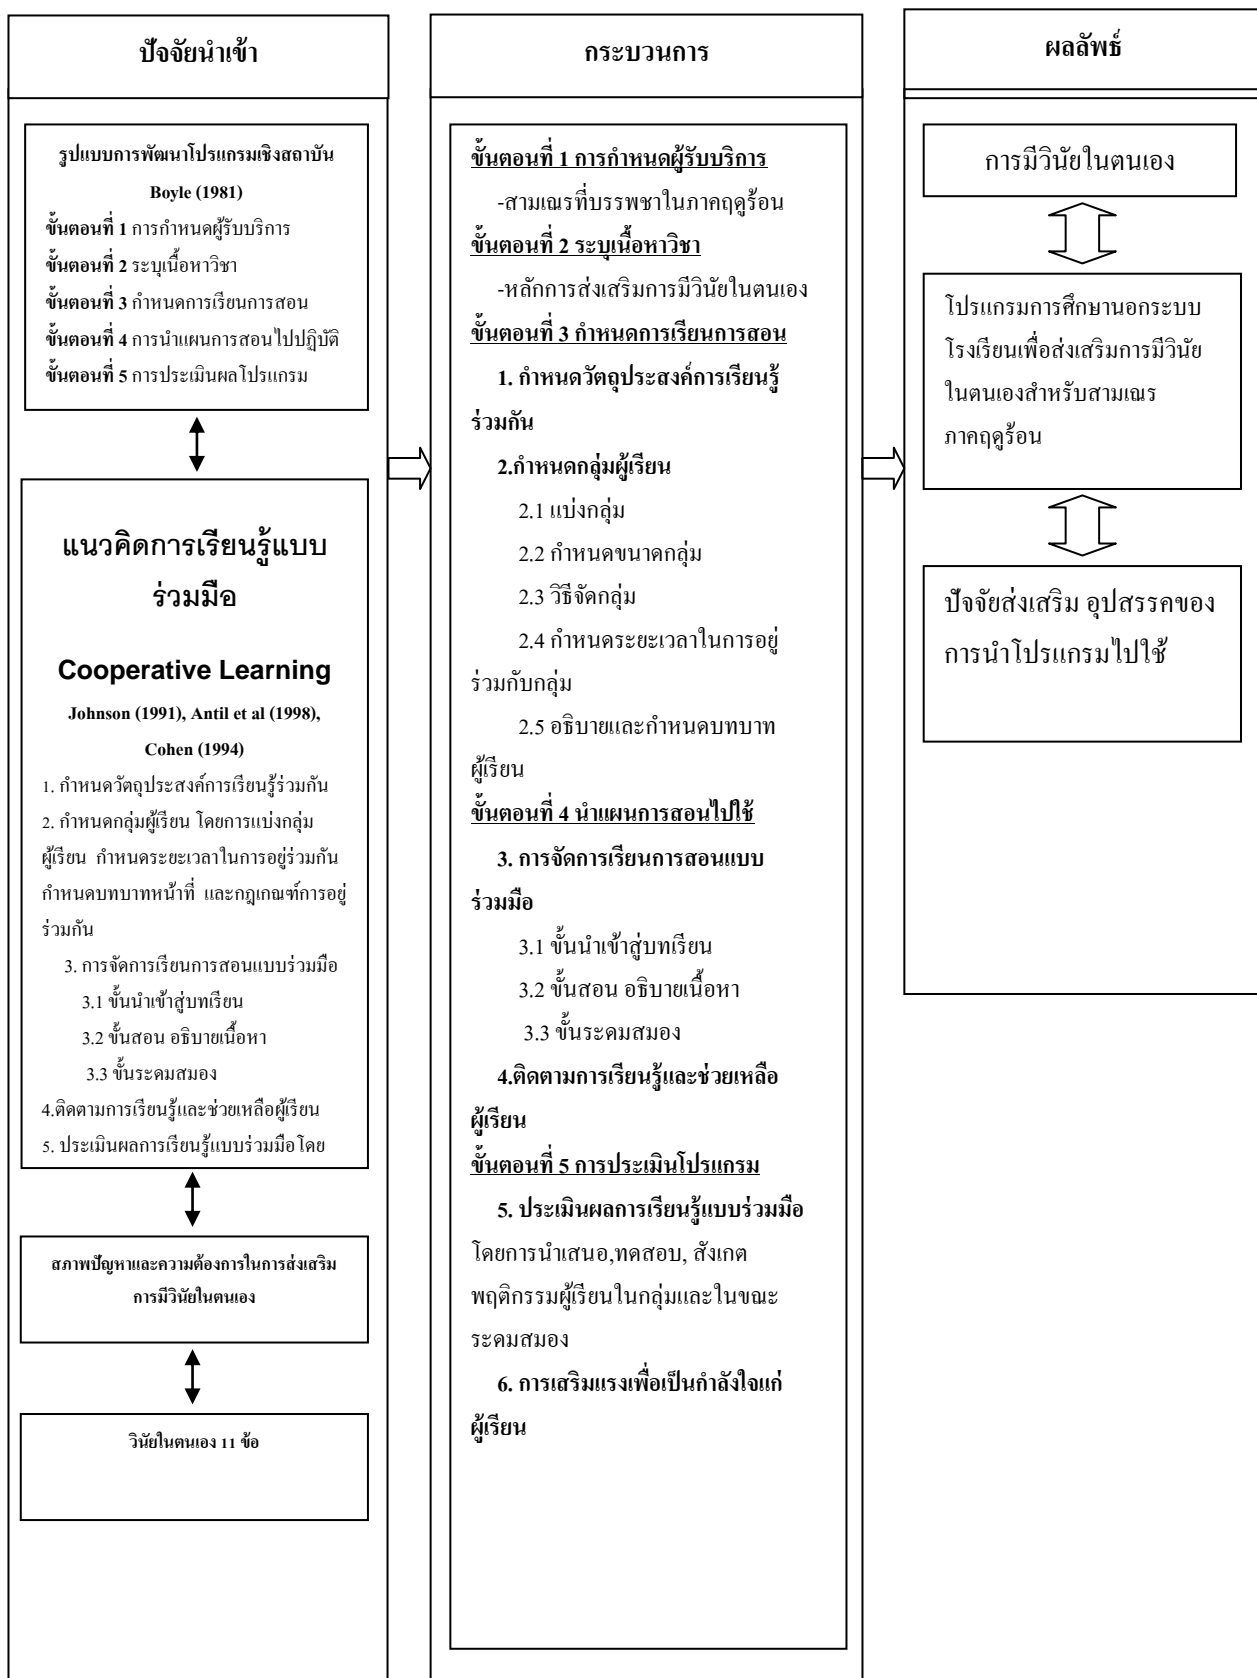 ปัจจัยนำเข้า
รูปแบบการพัฒนาโปรแกรมเชิงสถาบัน
Boyle (1981)
ขั้นตอนที่ 1 การกำหนดผู้รับบริการ
ขั้นตอนที่ 2 ระบุเนื้อหาวิชา
ขั้นตอนที่ 3 กำหนดการเรียนการสอน
ขั้นตอนที่ 4 การนำแผนการสอนไปปฏิบัติ
ขั้นตอนที่ 5 การประเมินผลโปรแกรม
แนวคิดการเรียนรู้แบบ
ร่วมมือ
Cooperative Learning
Johnson (1991), Antil et al (1998),
Cohen (1994)
1. กำหนดวัตถุประสงค์การเรียนรู้ร่วมกัน
2. กำหนดกลุ่มผู้เรียน โดยการแบ่งกลุ่ม
ผู้เรียน กำหนดระยะเวลาในการอยู่ร่วมกัน
กำหนดบทบาทหน้าที่ และกฎเกณฑ์การอยู่
ร่วมกัน
3. การจัดการเรียนการสอนแบบร่วมมือ
3.1 ขั้นนำเข้าสู่บทเรียน
3.2 ขั้นสอน อธิบายเนื้อหา
3.3 ขั้นระดมสมอง
4.ติดตามการเรียนรู้และช่วยเหลือผู้เรียน
5. ประเมินผลการเรียนรู้แบบร่วมมือโดย
สภาพปัญหาและความต้องการในการส่งเสริม
การมีวินัยในตนเอง
วินัยในตนเอง 11 ข้อ
กระบวนการ
ขั้นตอนที่ 1 การกำหนดผู้รับบริการ
-สามเณรที่บรรพชาในภาคฤดูร้อน
ขั้นตอนที่ 2 ระบุเนื้อหาวิชา
-หลักการส่งเสริมการมีวินัยในตนเอง
ขั้นตอนที่ 3 กำหนดการเรียนการสอน
1. กำหนดวัตถุประสงค์การเรียนรู้
ร่วมกัน
2.กำหนดกลุ่มผู้เรียน
2.1 แบ่งกลุ่ม
2.2 กำหนดขนาดกลุ่ม
2.3 วิธีจัดกลุ่ม
2.4 กำหนดระยะเวลาในการอยู่
ร่วมกับกลุ่ม
2.5 อธิบายและกำหนดบทบาท
ผู้เรียน
ขั้นตอนที่ 4 นำแผนการสอนไปใช้
3. การจัดการเรียนการสอนแบบ
ร่วมมือ
3.1 ขั้นนำเข้าสู่บทเรียน
3.2 ขั้นสอน อธิบายเนื้อหา
3.3 ขั้นระดมสมอง
4.ติดตามการเรียนรู้และช่วยเหลือ
ผู้เรียน
ขั้นตอนที่ 5 การประเมินโปรแกรม
5. ประเมินผลการเรียนรู้แบบร่วมมือ
โดยการนำเสนอ,ทดสอบ, สังเกต
พฤติกรรมผู้เรียนในกลุ่มและในขณะ
ระดมสมอง
6. การเสริมแรงเพื่อเป็นกำลังใจแก่
ผู้เรียน
ผลลัพธ์
การมีวินัยในตนเอง
โปรแกรมการศึกษานอกระบบ
โรงเรียนเพื่อส่งเสริมการมีวินัย
ในตนเองสำหรับสามเณร
ภาคฤดูร้อน
ปัจจัยส่งเสริม อุปสรรคของ
การนำโปรแกรมไปใช้